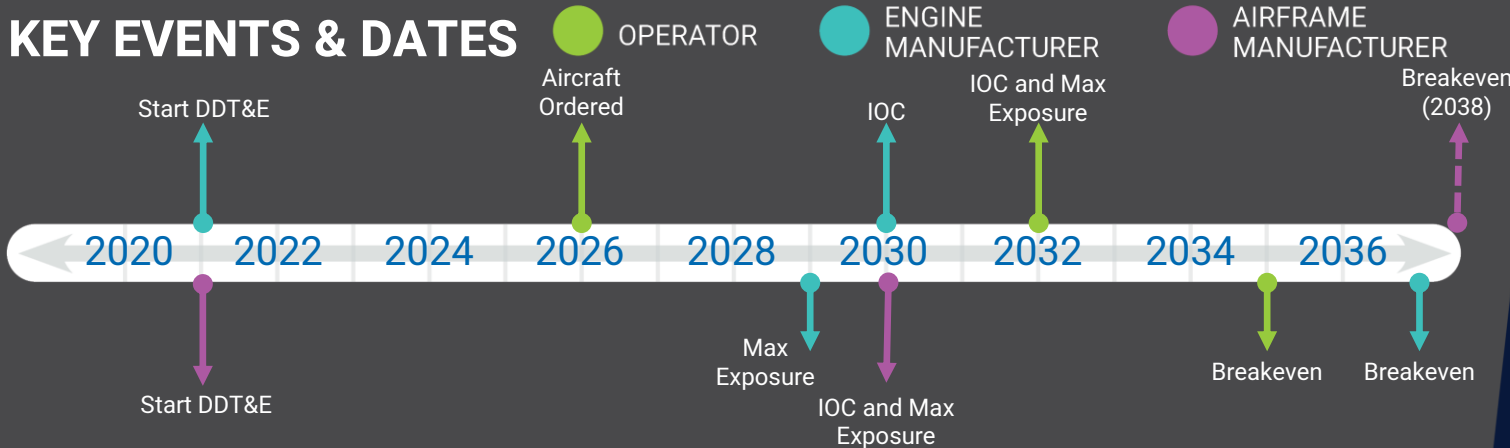 KEY EVENTS & DATES
OPERATOR
ENGINE
MANUFACTURER
AIRFRAME
MANUFACTURER
Start DDT&E
Aircraft
Ordered
IOC
IOC and Max
Exposure
Breakeven
(2038)
2020 2022 2024 2026 2028 2030 2032 2034 2036
Start DDT&E
Max
Exposure
IOC and Max
Exposure
Breakeven
Breakeven